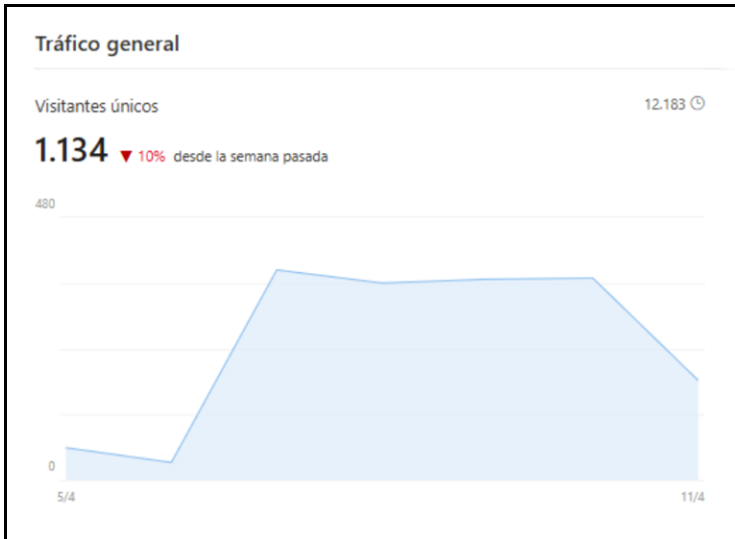 Tráfico general
Visitantes únicos
12.183
1.134 ▼ 10% desde la semana pasada
480
0
5/4
11/4